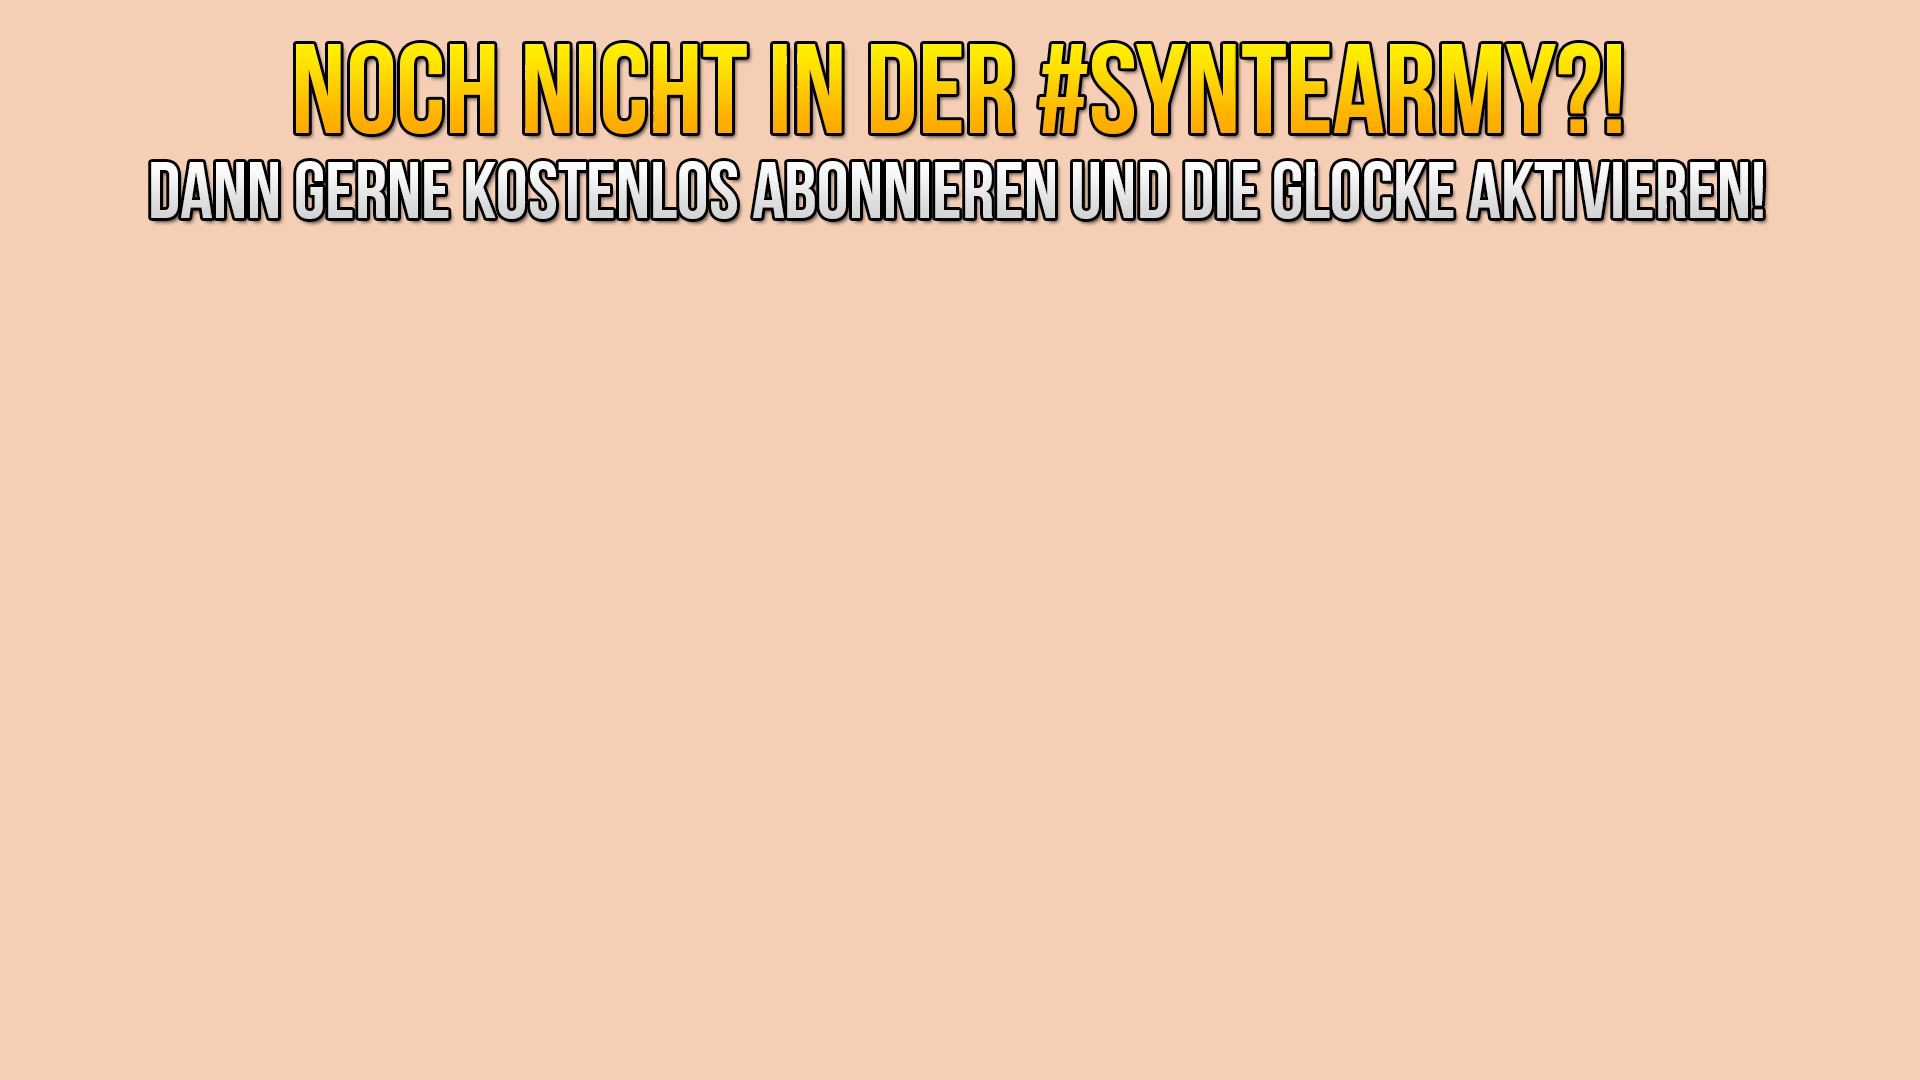 NOCH NICHT IN DER #SYNTEARMY?!
DANN GERNE KOSTENLOS ABONNIEREN UND DIE GLOCKE AKTIVIEREN!